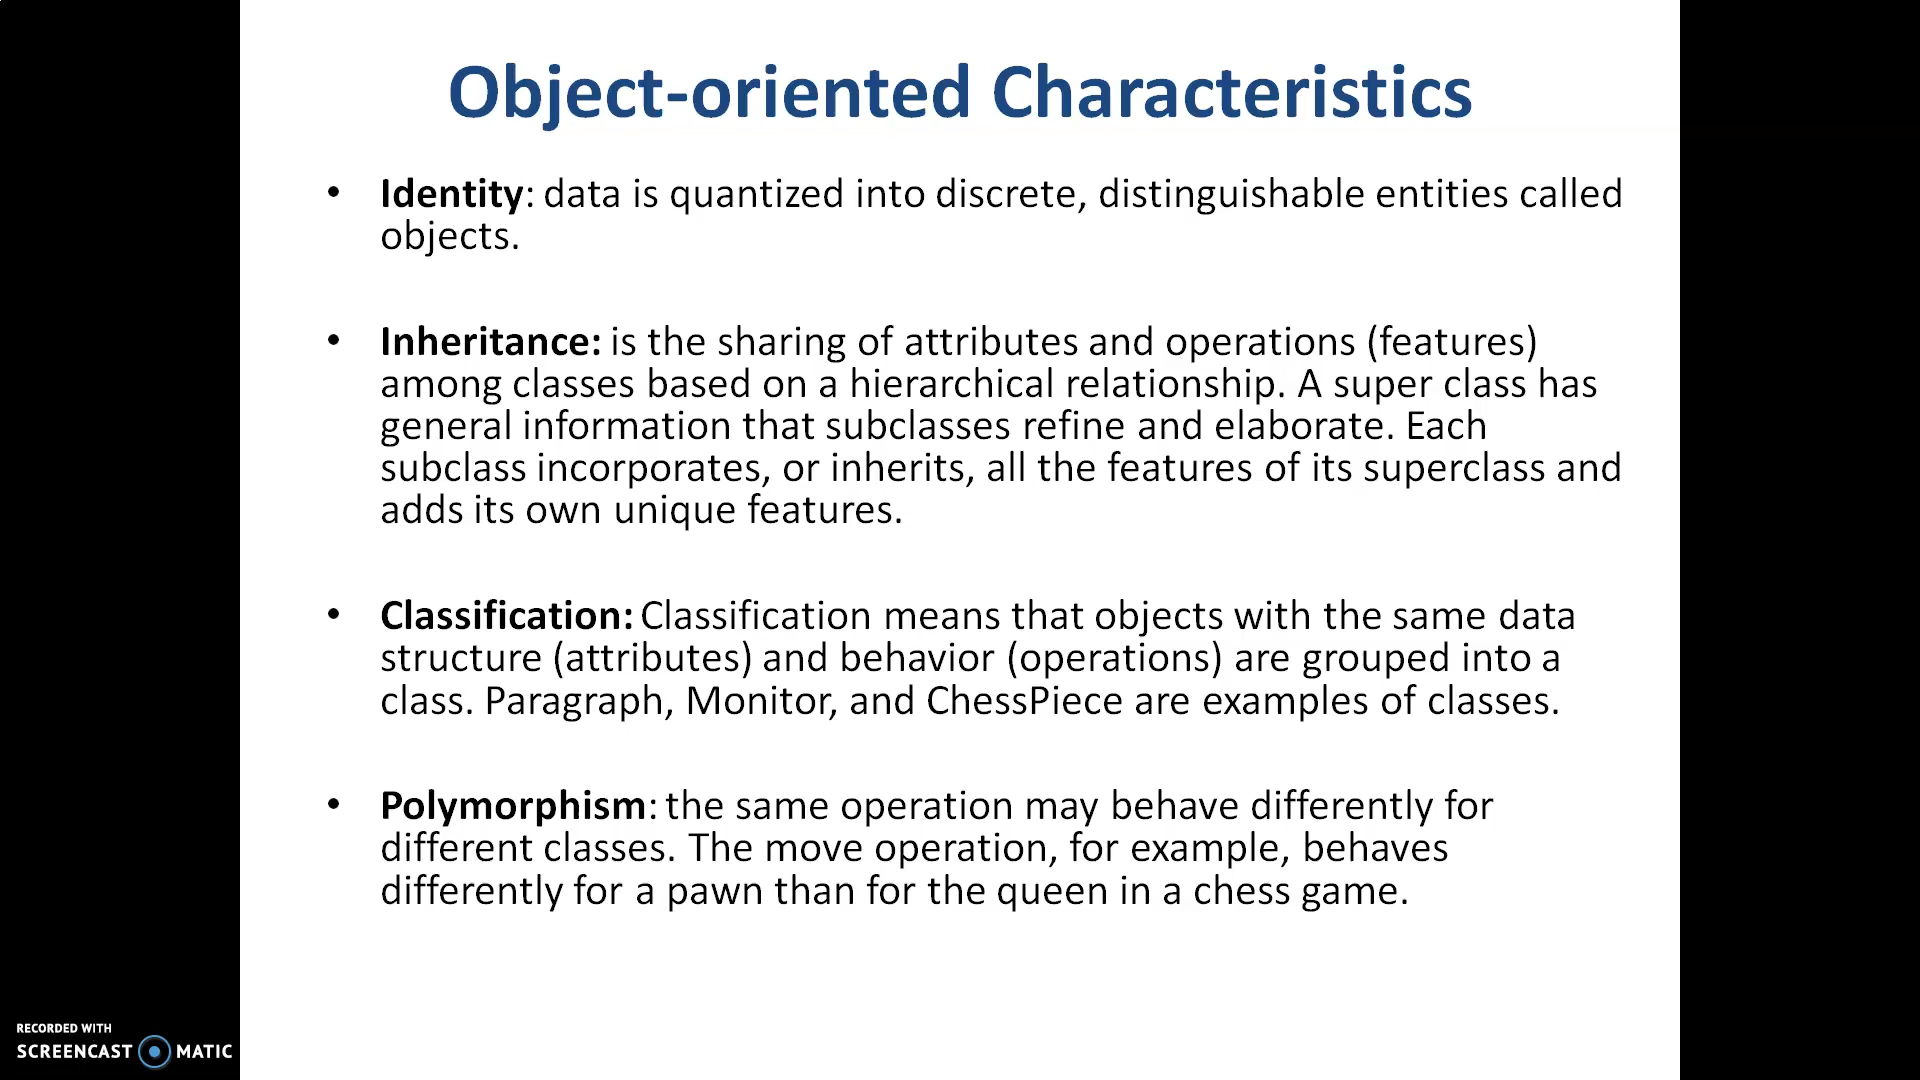 Object-oriented Characteristics
• Identity: data is quantized into discrete, distinguishable entities called
objects.
• Inheritance: is the sharing of attributes and operations (features)
among classes based on a hierarchical relationship. A super class has
general information that subclasses refine and elaborate. Each
subclass incorporates, or inherits, all the features of its superclass and
adds its own unique features.
• Classification: Classification means that objects with the same data
structure (attributes) and behavior (operations) are grouped into a
class. Paragraph, Monitor, and ChessPiece are examples of classes.
• Polymorphism: the same operation may behave differently for
different classes. The move operation, for example, behaves
differently for a pawn than for the queen in a chess game.
RECORDED WITH
SCREENCAST MATIC